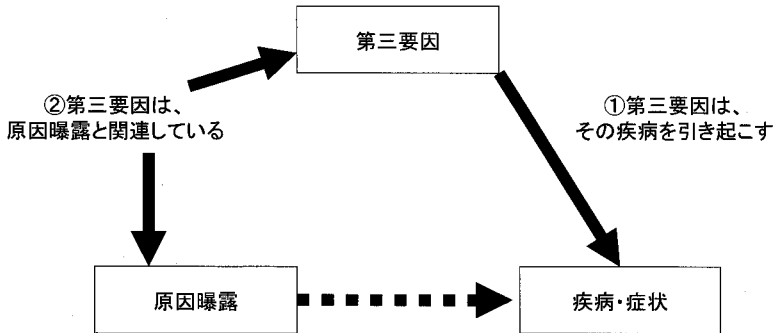 第三要因
②第三要因は、
原因曝露と関連している
①第三要因は、
その疾病を引き起こす
原因曝露
疾病・症状